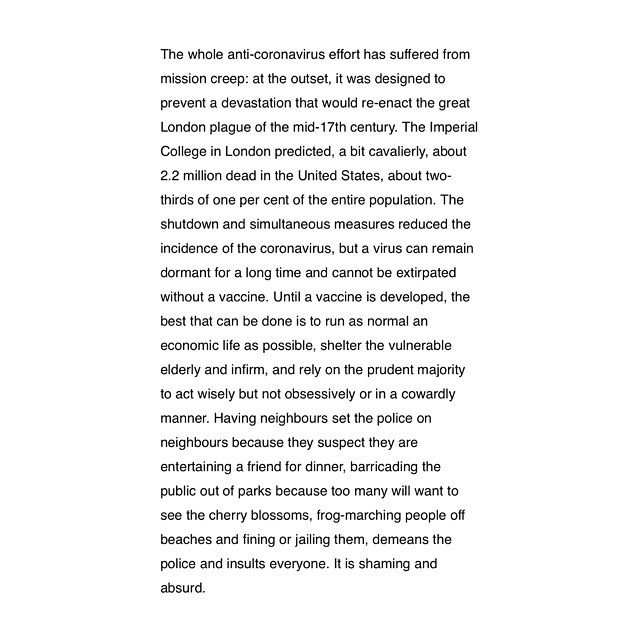 The whole anti-coronavirus effort has suffered from
mission creep: at the outset, it was designed to
prevent a devastation that would re-enact the great
London plague of the mid-17th century. The Imperial
College in London predicted, a bit cavalierly, about
2.2 million dead in the United States, about two-
thirds of one per cent of the entire population. The
shutdown and simultaneous measures reduced the
incidence of the coronavirus, but a virus can remain
dormant for a long time and cannot be extirpated
without a vaccine. Until a vaccine is developed, the
best that can be done is to run as normal an
economic life as possible, shelter the vulnerable
elderly and infirm, and rely on the prudent majority
to act wisely but not obsessively or in a cowardly
manner. Having neighbours set the police on
neighbours because they suspect they are
entertaining a friend for dinner, barricading the
public out of parks because too many will want to
see the cherry blossoms, frog-marching people off
beaches and fining or jailing them, demeans the
police and insults everyone. It is shaming and
absurd.